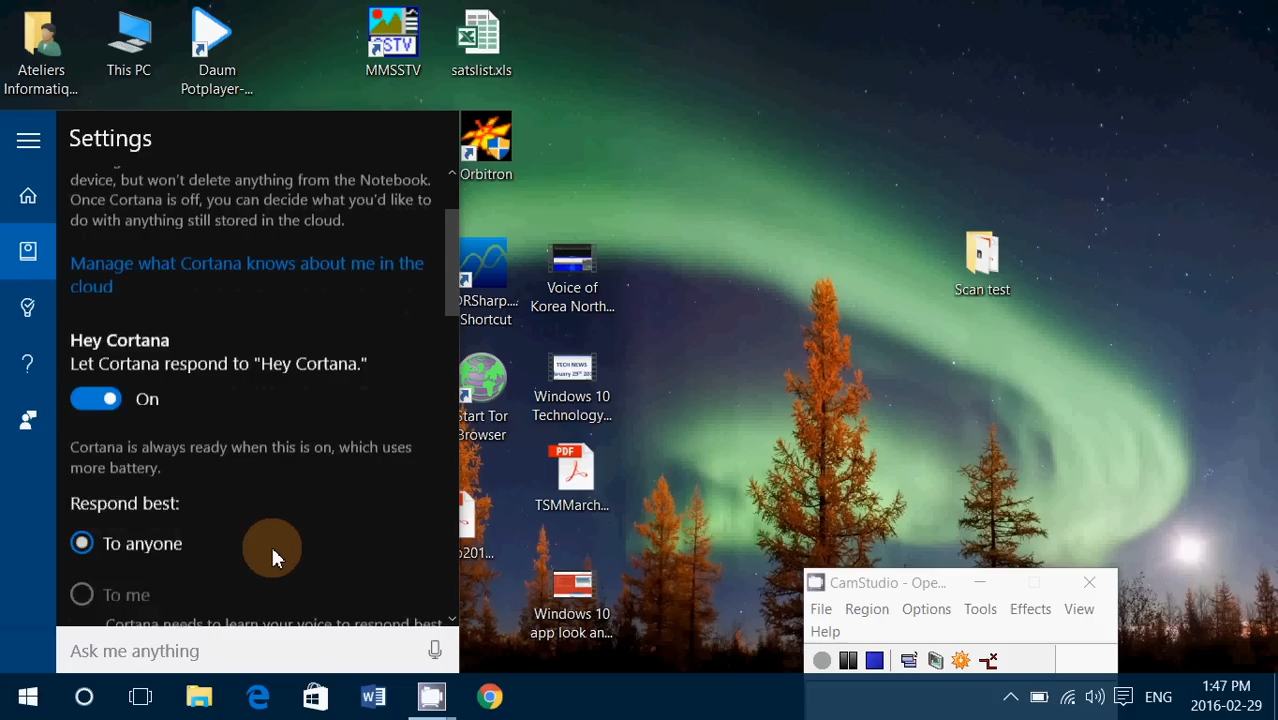 Ateliers
Informatiq...
This PC
Daum
Potplayer-...
SSTV
MMSSTV
satslist.xls
Settings
device, but won't delete anything from the Notebook.
Once Cortana is off, you can decide what you'd like to
do with anything still stored in the cloud.
Manage what Cortana knows about me in the
cloud
Hey Cortana
Let Cortana respond to "Hey Cortana."
On
Cortana is always ready when this is on, which uses
more battery.
Respond best:
To anyone
To me
Cortana needs to learn your voice to respond best
Ask me anything
Orbitron
Shortcut
Start Tor
Browser
Voice of
Korea North...
TECH NEWS
Windows 10
Technology...
PDF
TSMMarch...
Windows 10
app look an...
Scan test
CamStudio - Ope...
File Region Options Tools Effects View
Help
ENG
1:47 PM
2016-02-29